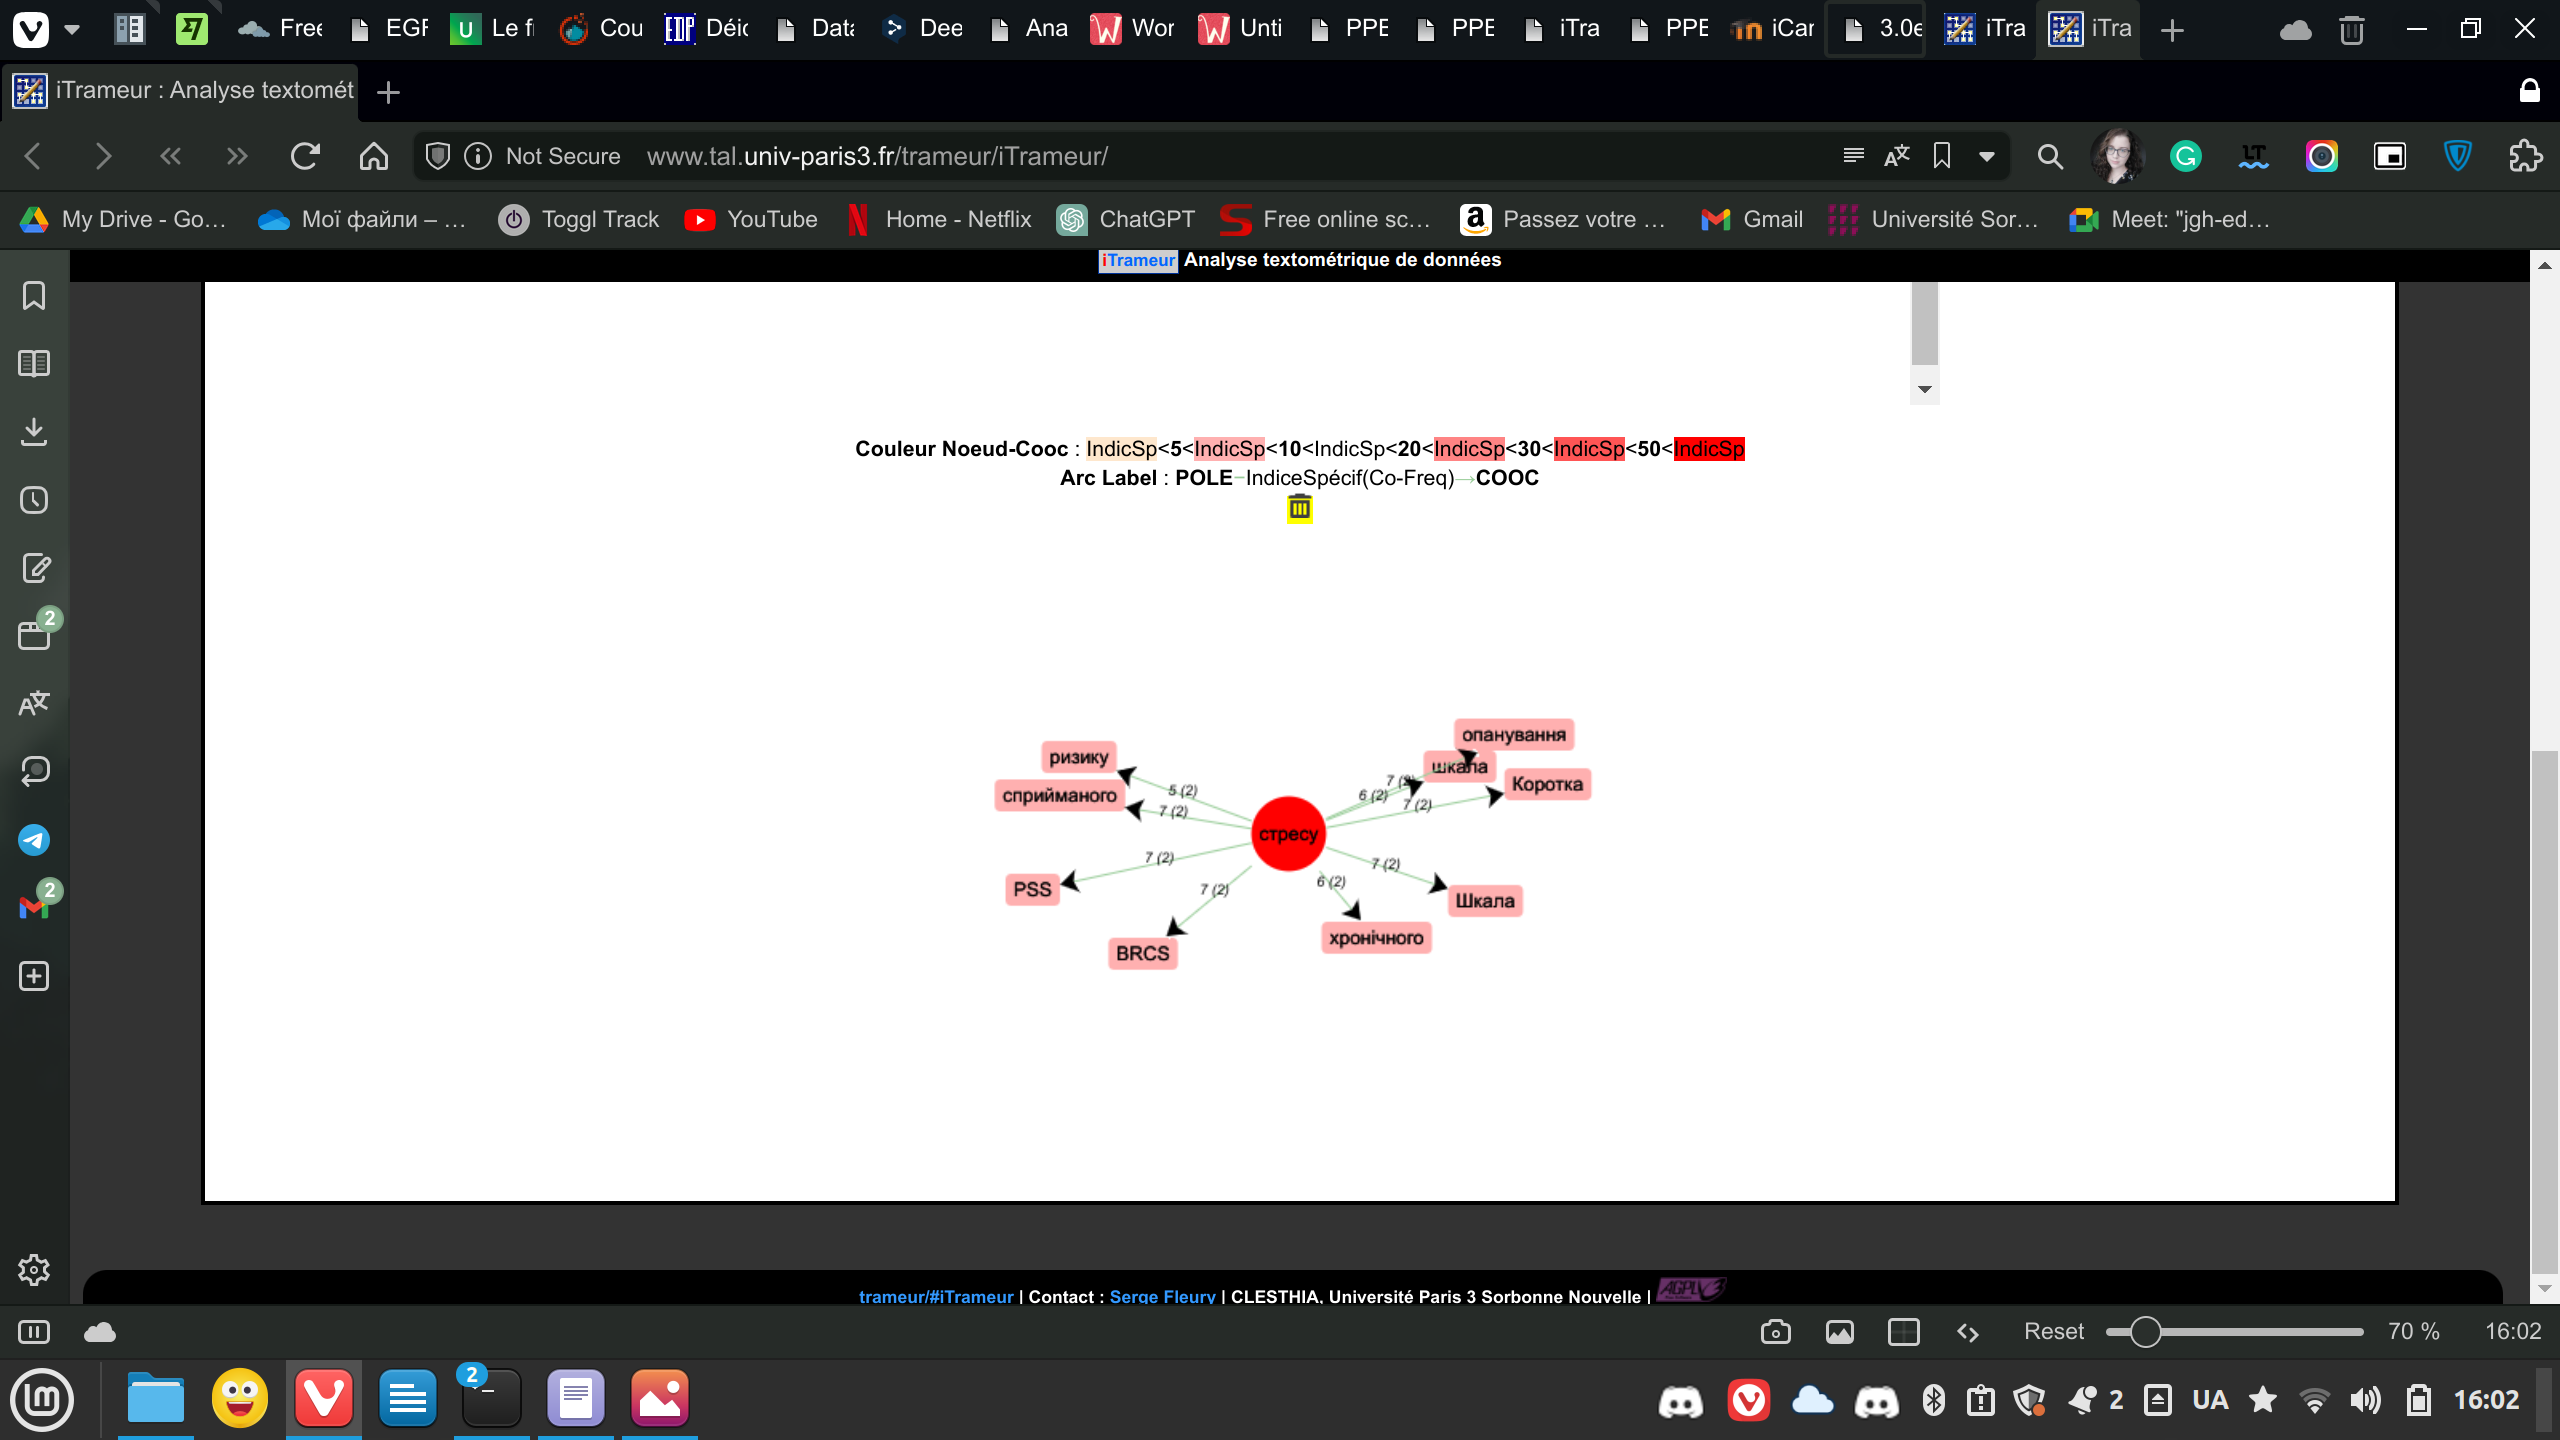 Free
EGF
Le fi
Cou
Déic
Data
Dee
Ana
Wor
Unti
PPE
PPE
iTra
PPE
iCar
3.0e
iTra
iTra
iTrameur : Analyse textomét
Not Secure www.tal.univ-paris3.fr/trameur/iTrameur/
My Drive - Go...
Мої файли – ...
Toggl Track
YouTube
Home - Netflix
ChatGPT
Free online sc...
Passez votre ...
Gmail
Université Sor...
Meet: "jgh-ed...
iTrameur Analyse textométrique de données
Couleur Noeud-Cooc : IndicSp<5<IndicSp<10<IndicSp<20<IndicSp<30<IndicSp<50<IndicSp
Arc Label : POLE−IndiceSpécif(Co-Freq)→COOC
опанування
ризику
шкала
7 (2)
Коротка
5 (2)
6 (2)
сприйманого
7 (2)
7 (2)
стресу
7 (2)
7 (2)
6 (2)
PSS
7 (2)
Шкала
хронічного
BRCS
2
2
trameur/#iTrameur | Contact : Serge Fleury | CLESTHIA, Université Paris 3 Sorbonne Nouvelle | AGPLv3
Reset 70 % 16:02
2
2 UA 16:02